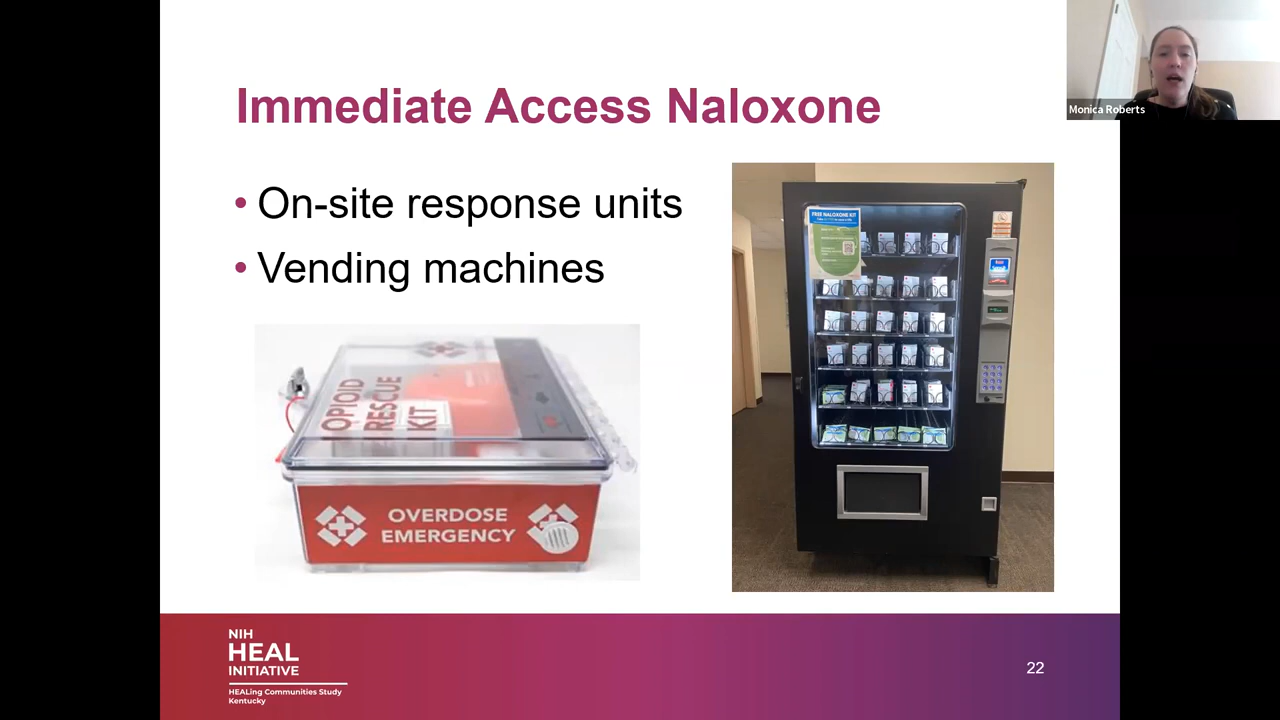 Immediate Access Naloxone
Monica Roberts
• On-site response units
• Vending machines
FREE NALOXONE KIT
OPIOID
RESCUE
KIT
OVERDOSE
EMERGENCY
NIH
HEAL
INITIATIVE
HEALing Communities Study
Kentucky
22